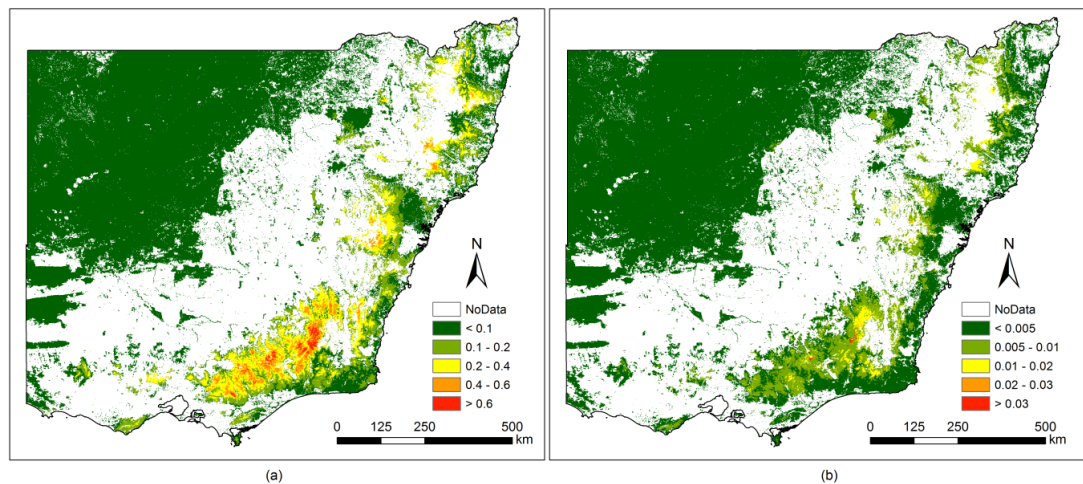 N
NoData
< 0.1
0.1 - 0.2
0.2 - 0.4
0.4 - 0.6
> 0.6
0 125 250 500
km
(a)
N
NoData
< 0.005
0.005 - 0.01
0.01 - 0.02
0.02 - 0.03
> 0.03
0 125 250 500
km
(b)